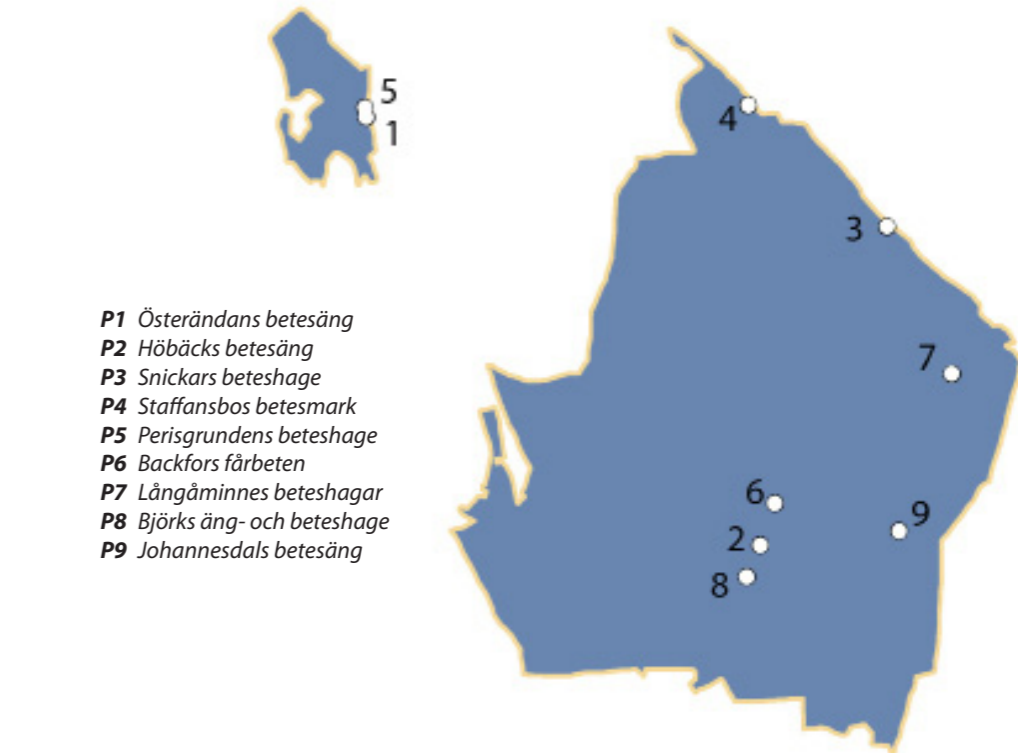 5
1
4
3
P1 Österändans betesäng
P2 Höbäcks betesäng
P3 Snickars beteshage
7
P4 Staffansbos betesmark
P5 Perisgrundens beteshage
P6 Backfors fårbeten
P7 Långåminnes beteshagar
6
P8 Björks äng- och beteshage
9
P9 Johannesdals betesäng
2
8